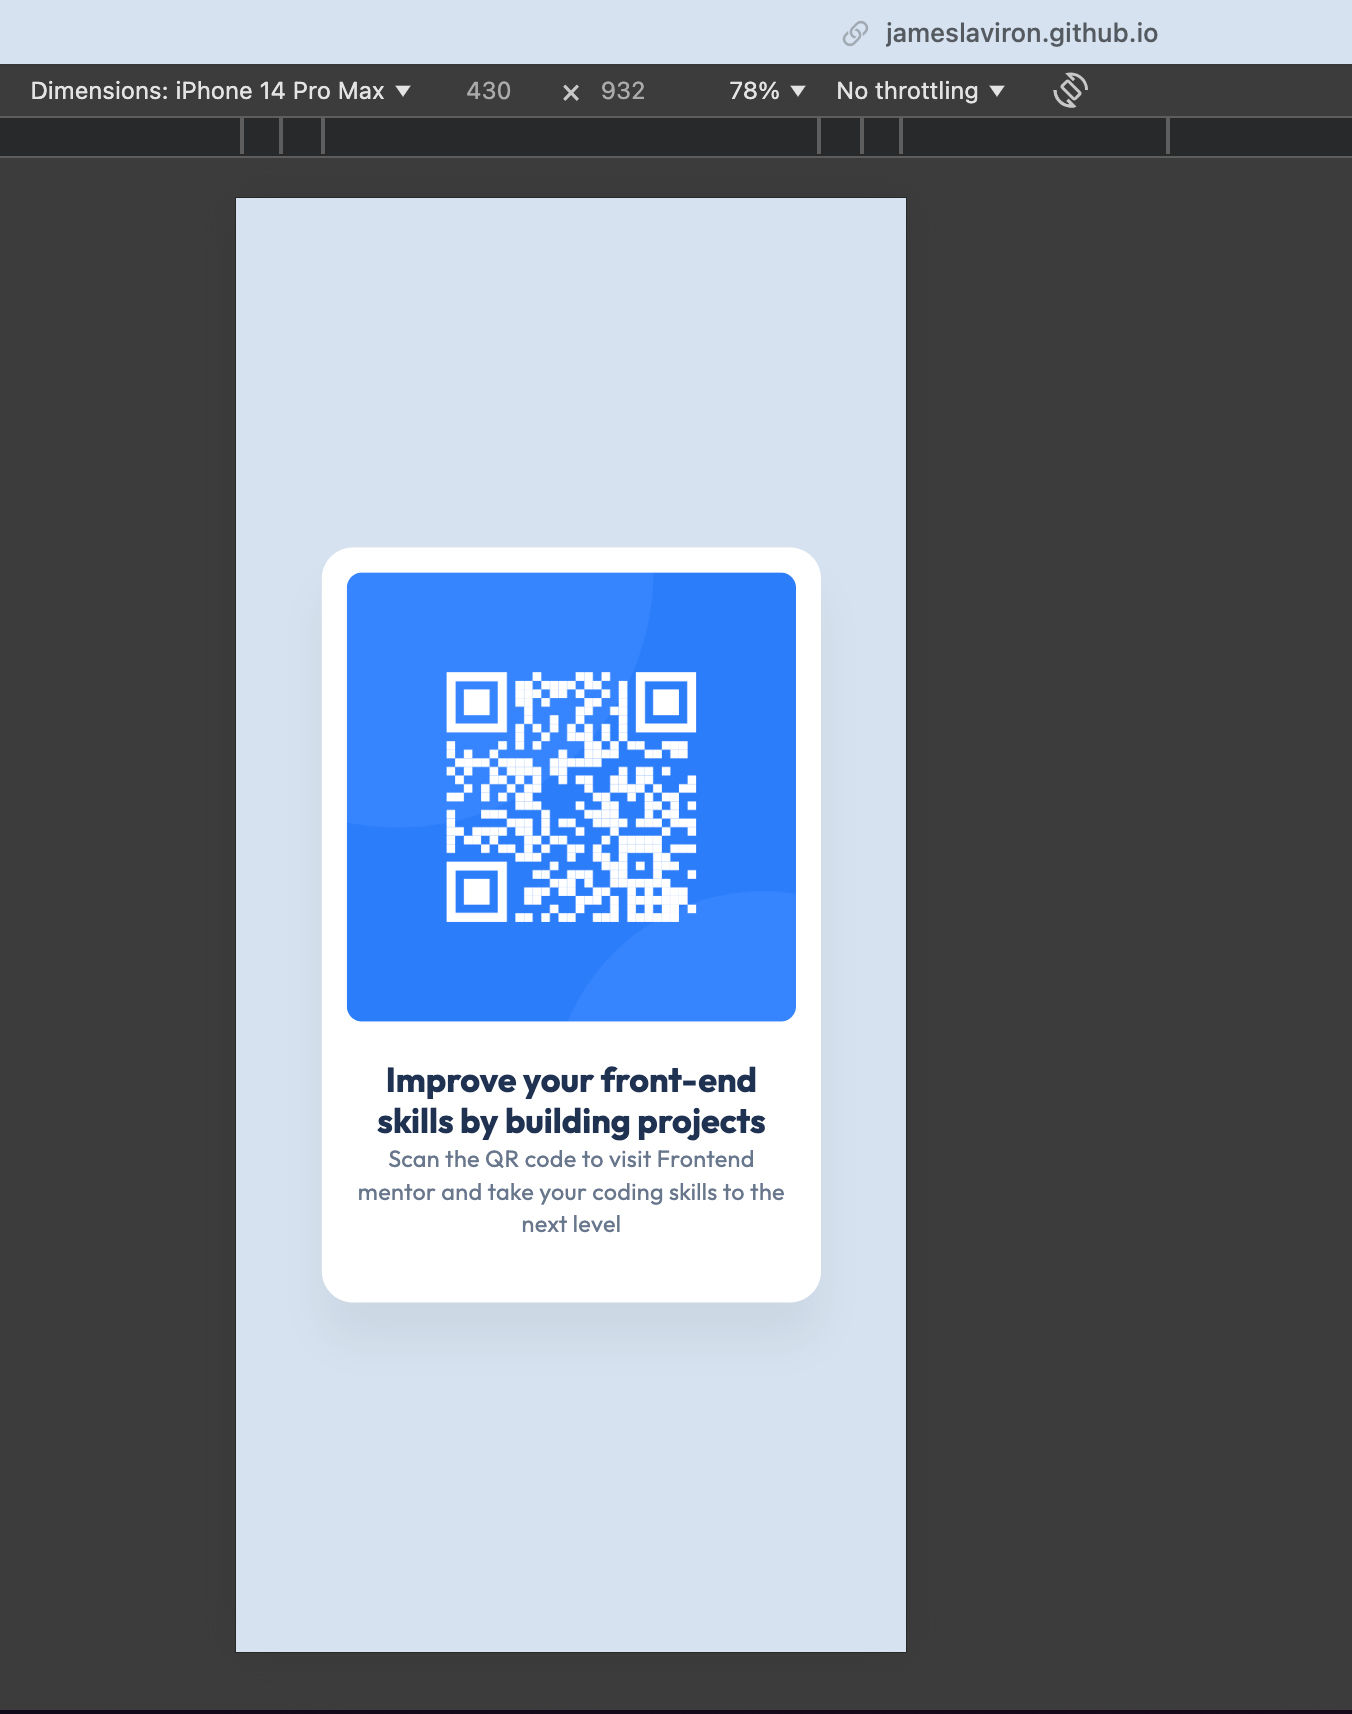 jameslaviron.github.io
Dimensions: iPhone 14 Pro Max ▼ 430 × 932 78% ▼ No throttling ▼
Improve your front-end
skills by building projects
Scan the QR code to visit Frontend
mentor and take your coding skills to the
next level